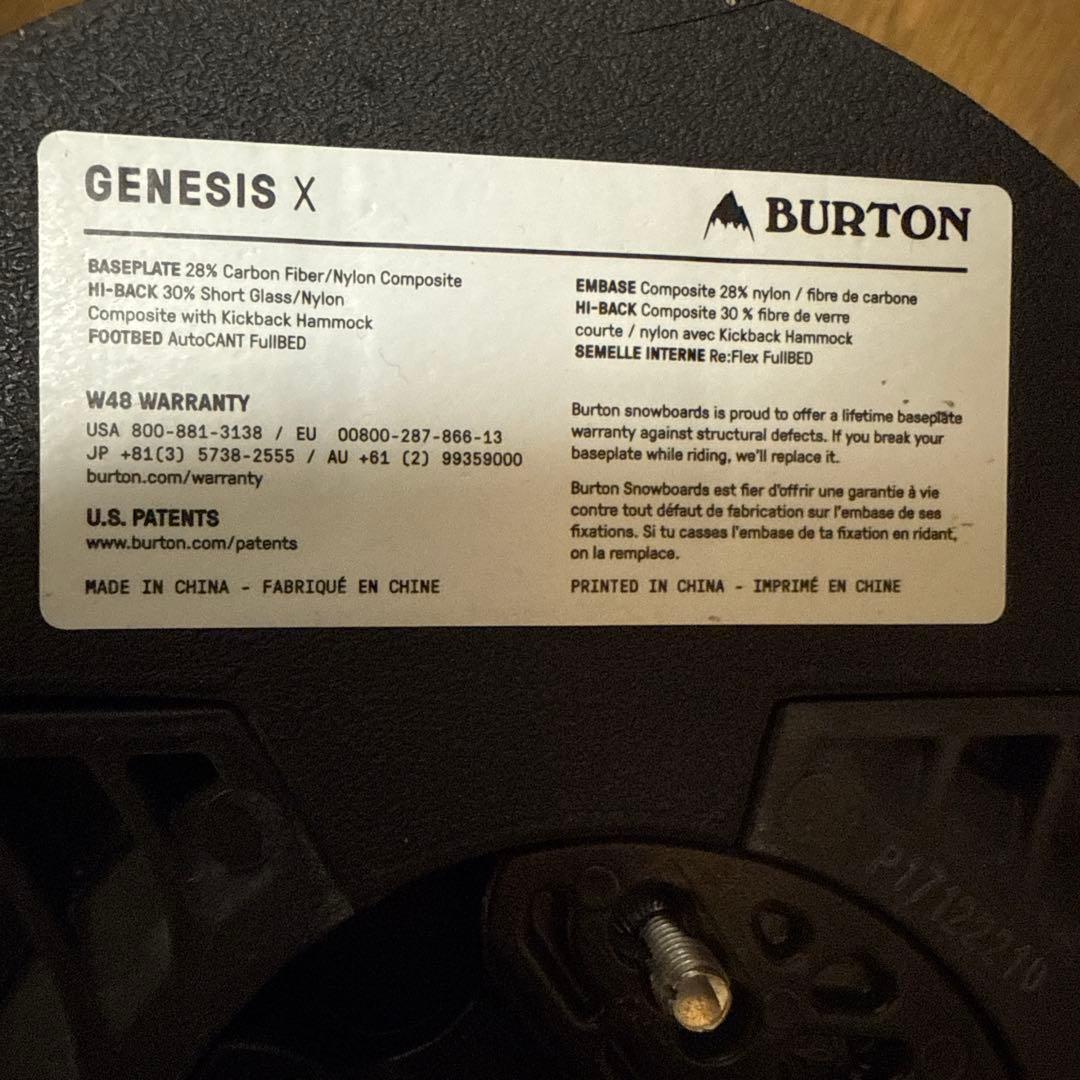 GENESIS X
BURTON
BASEPLATE 28% Carbon Fiber/Nylon Composite
HI-BACK 30% Short Glass/Nylon
Composite with Kickback Hammock
FOOTBED AutoCANT FullBED
EMBASE Composite 28% nylon / fibre de carbone
HI-BACK Composite 30 % fibre de verre
courte / nylon avec Kickback Hammock
SEMELLE INTERNE Re:Flex FullBED
W48 WARRANTY
USA 800-881-3138 / EU 00800-287-866-13
JP +81(3) 5738-2555 / AU +61 (2) 99359000
burton.com/warranty
U.S. PATENTS
www.burton.com/patents
MADE IN CHINA - FABRIQUÉ EN CHINE
Burton snowboards is proud to offer a lifetime baseplate
warranty against structural defects. If you break your
baseplate while riding, we'll replace it.
Burton Snowboards est fier d'offrir une garantie à vie
contre tout défaut de fabrication sur l'embase de ses
fixations. Si tu casses l'embase de ta fixation en ridant,
on la remplace.
PRINTED IN CHINA - IMPRIMÉ EN CHINE